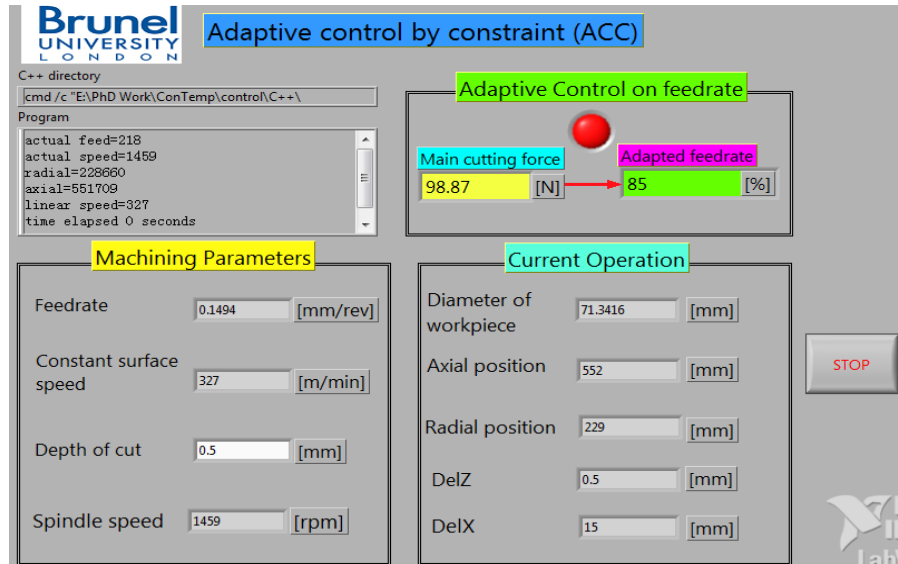 Brunel
UNIVERSITY
LONDON
Adaptive control by constraint (ACC)
C++ directory
cmd /c "E:\PhD Work\ConTemp\control\C++\
Program
actual feed=218
actual speed=1459
radial=228660
axial=551709
linear speed=327
time elapsed 0 seconds
Adaptive Control on feedrate
Main cutting force
98.87 [N]
Adapted feedrate
85 [%]
Machining Parameters
Feedrate 0.1494 [mm/rev]
Constant surface
speed 327 [m/min]
Depth of cut 0.5 [mm]
Spindle speed 1459 [rpm]
Current Operation
Diameter of
workpiece 71.3416 [mm]
Axial position 552 [mm]
Radial position 229 [mm]
DelZ 0.5 [mm]
DelX 15 [mm]
STOP